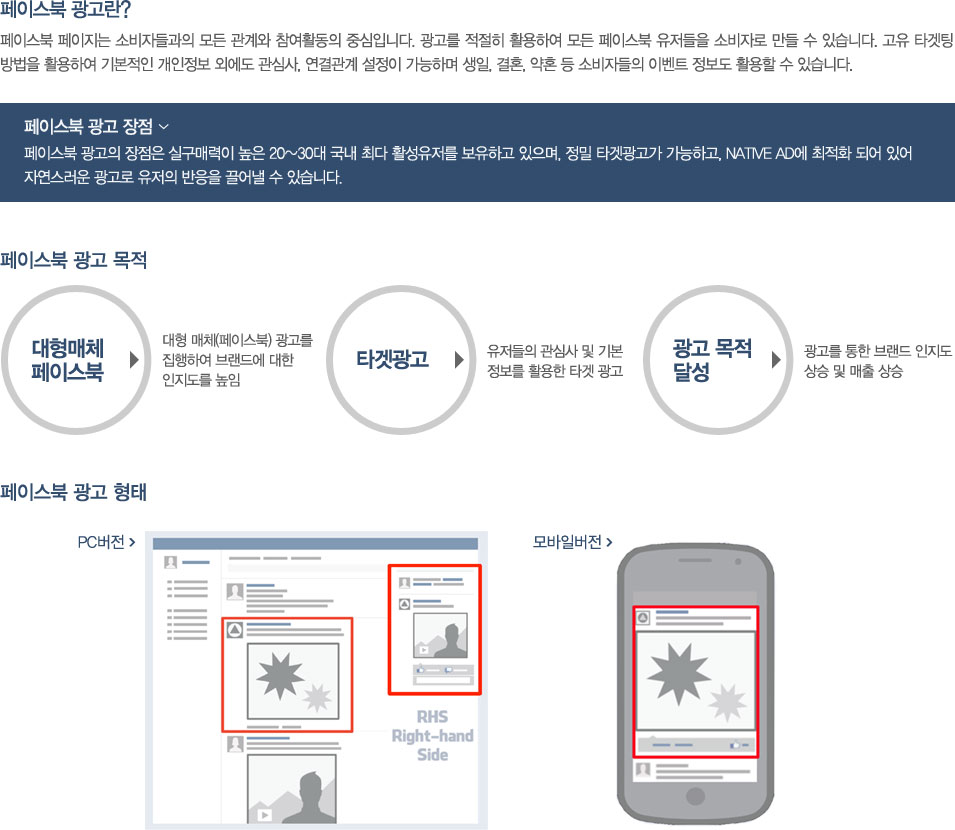 페이스북 광고란?
페이스북 페이지는 소비자들과의 모든 관계와 참여활동의 중심입니다. 광고를 적절히 활용하여 모든 페이스북 유저들을 소비자로 만들 수 있습니다. 고유 타겟팅
방법을 활용하여 기본적인 개인정보 외에도 관심사, 연결관계 설정이 가능하며 생일, 결혼, 약혼 등 소비자들의 이벤트 정보도 활용할 수 있습니다.
페이스북 광고 장점
페이스북 광고의 장점은 실구매력이 높은 20~30대 국내 최다 활성유저를 보유하고 있으며, 정밀 타겟광고가 가능하고, NATIVE AD에 최적화 되어 있어
자연스러운 광고로 유저의 반응을 끌어낼 수 있습니다.
페이스북 광고 목적
대형매체
페이스북
대형 매체(페이스북) 광고를
집행하여 브랜드에 대한
인지도를 높임
타겟광고
유저들의 관심사 및 기본
정보를 활용한 타겟 광고
광고 목적
달성
광고를 통한 브랜드 인지도
상승 및 매출 상승
페이스북 광고 형태
PC버전 >
RHS
Right-hand
Side
모바일버전 >